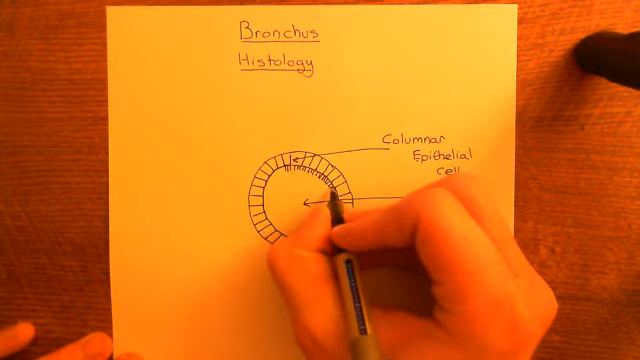 Bronchus
Histology
Columnar
Epithelial
Cell